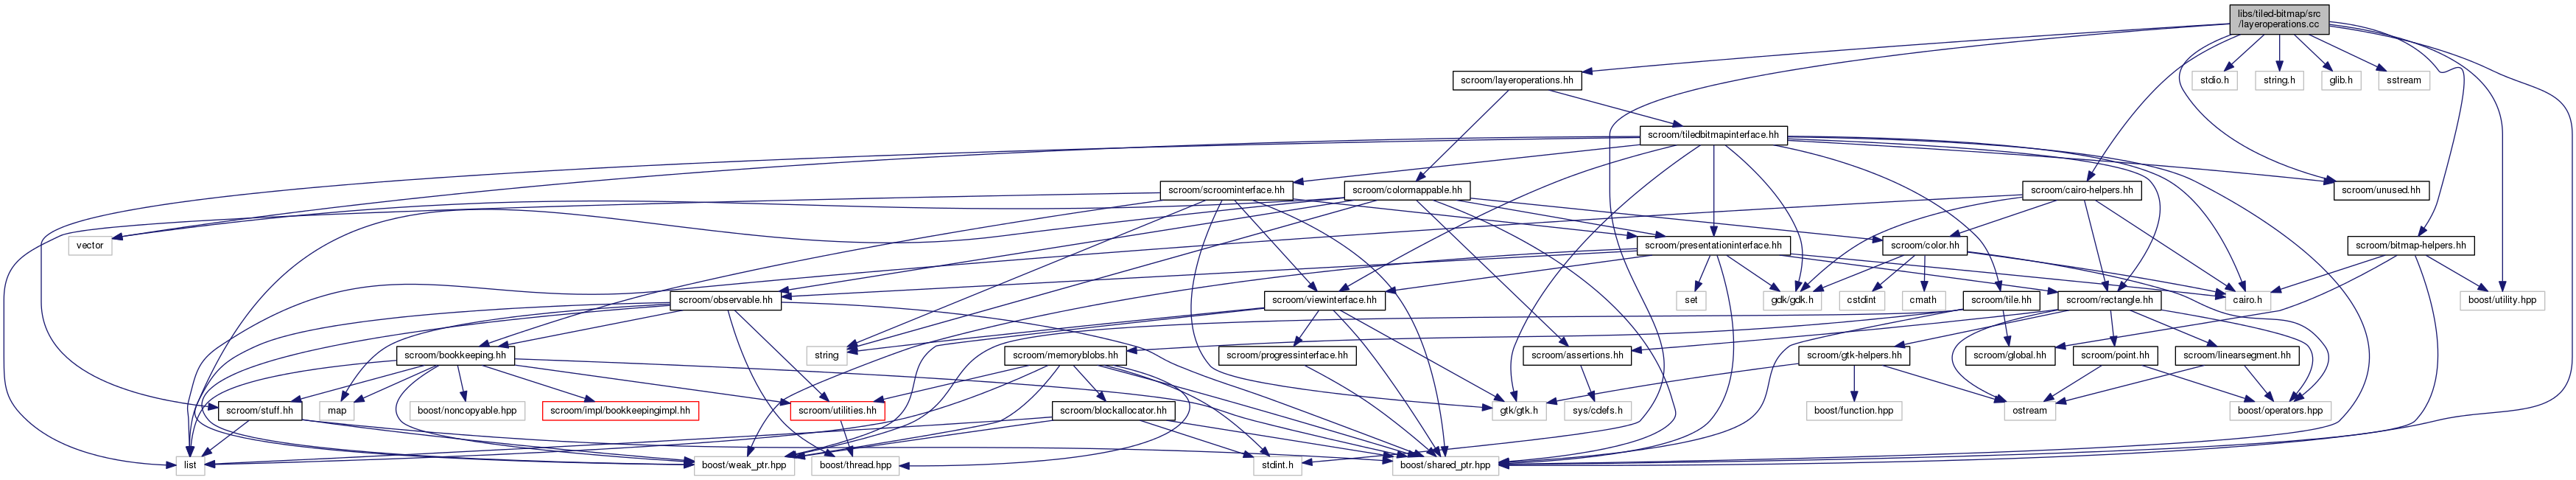 libs/tiled-bitmap/src
/layeroperations.cc
scroom/layeroperations.hh
stdio.h
string.h
glib.h
sstream
scroom/tiledbitmapinterface.hh
scroom/scroominterface.hh
scroom/colormappable.hh
scroom/cairo-helpers.hh
scroom/unused.hh
vector
scroom/presentationinterface.hh
scroom/color.hh
scroom/bitmap-helpers.hh
scroom/observable.hh
scroom/viewinterface.hh
set
gdk/gdk.h
cstdint
cmath
scroom/tile.hh
scroom/rectangle.hh
cairo.h
boost/utility.hpp
scroom/bookkeeping.hh
string
scroom/memoryblobs.hh
scroom/progressinterface.hh
scroom/assertions.hh
scroom/gtk-helpers.hh
scroom/global.hh
scroom/point.hh
scroom/linearsegment.hh
scroom/stuff.hh
map
boost/noncopyable.hpp
scroom/impl/bookkeepingimpl.hh
scroom/utilities.hh
scroom/blockallocator.hh
gtk/gtk.h
sys/cdefs.h
boost/function.hpp
ostream
boost/operators.hpp
list
boost/weak_ptr.hpp
boost/thread.hpp
stdint.h
boost/shared_ptr.hpp